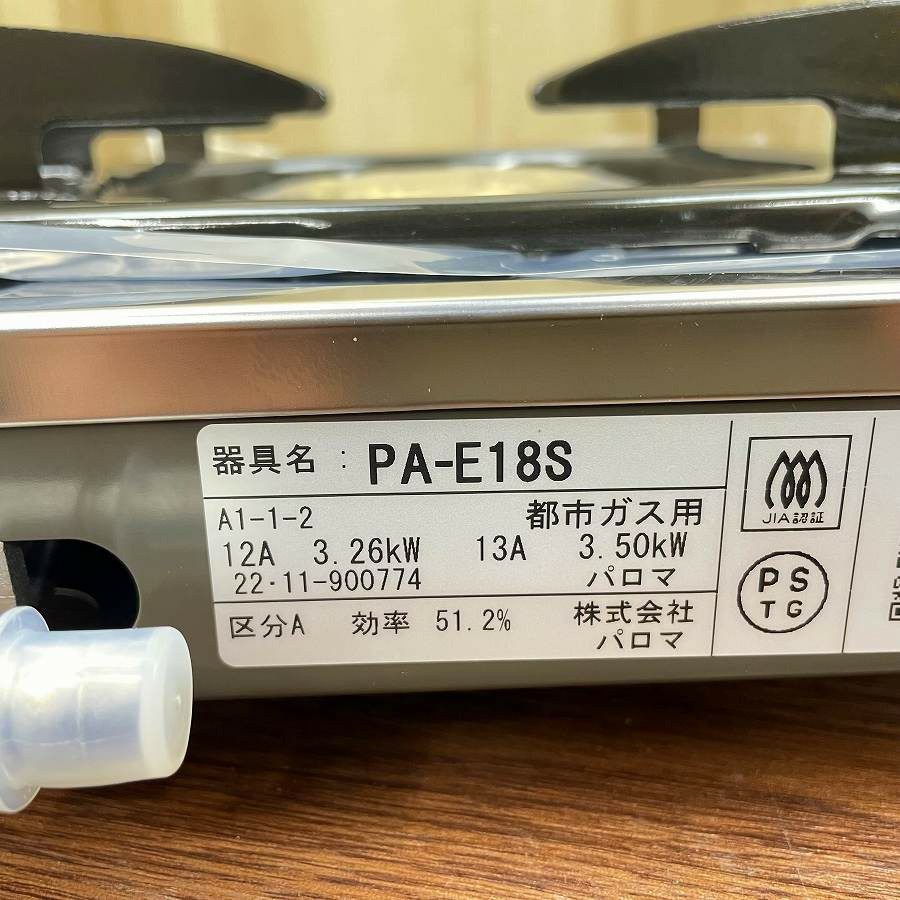 器具名 : PA-E18S
A1-1-2 都市ガス用
12A 3.26kW 13A 3.50kW
22・11-900774 パロマ
区分A 効率 51.2% 株式会社
パロマ
JIA認証
PS
TG